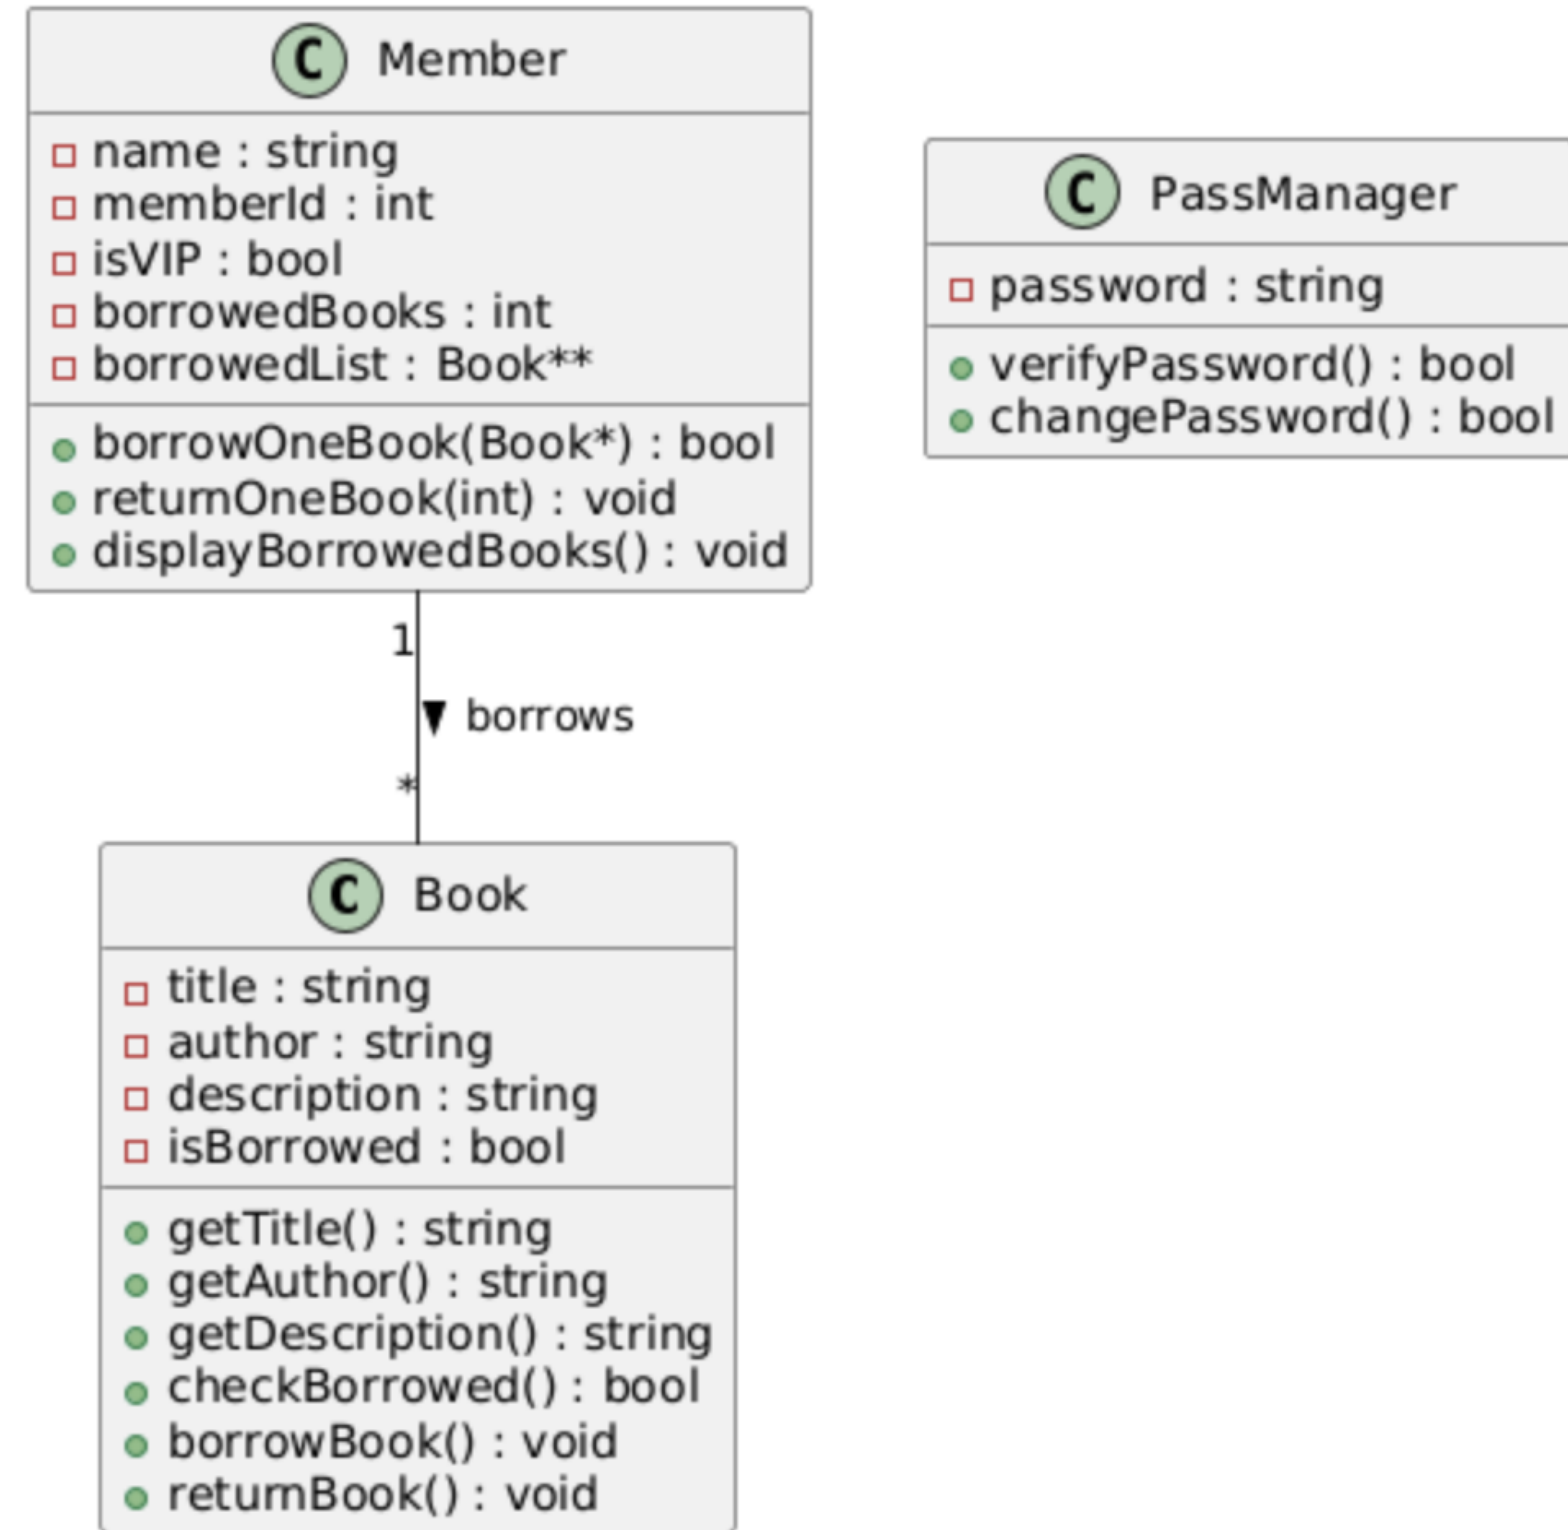 C Member
name : string
memberId : int
isVIP : bool
borrowedBooks : int
borrowedList : Book**
borrowOneBook(Book*) : bool
returnOneBook(int) : void
displayBorrowedBooks() : void
C PassManager
password : string
verifyPassword() : bool
changePassword() : bool
1
borrows
*
C Book
title : string
author : string
description : string
isBorrowed : bool
getTitle() : string
getAuthor() : string
getDescription() : string
checkBorrowed() : bool
borrowBook() : void
returnBook() : void